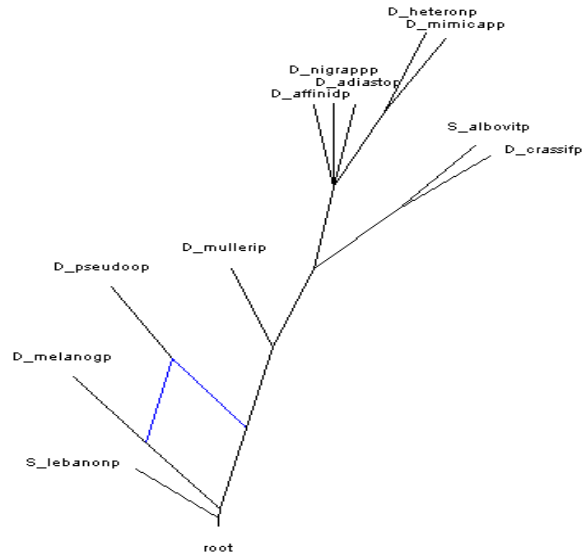 D_heteronp
D_mimicapp
D_nigrappp
D_adiastop
D_affinidp
S_albovitp
D_crassifp
D_mullerip
D_pseudoop
D_melanogp
S_lebanonp
root